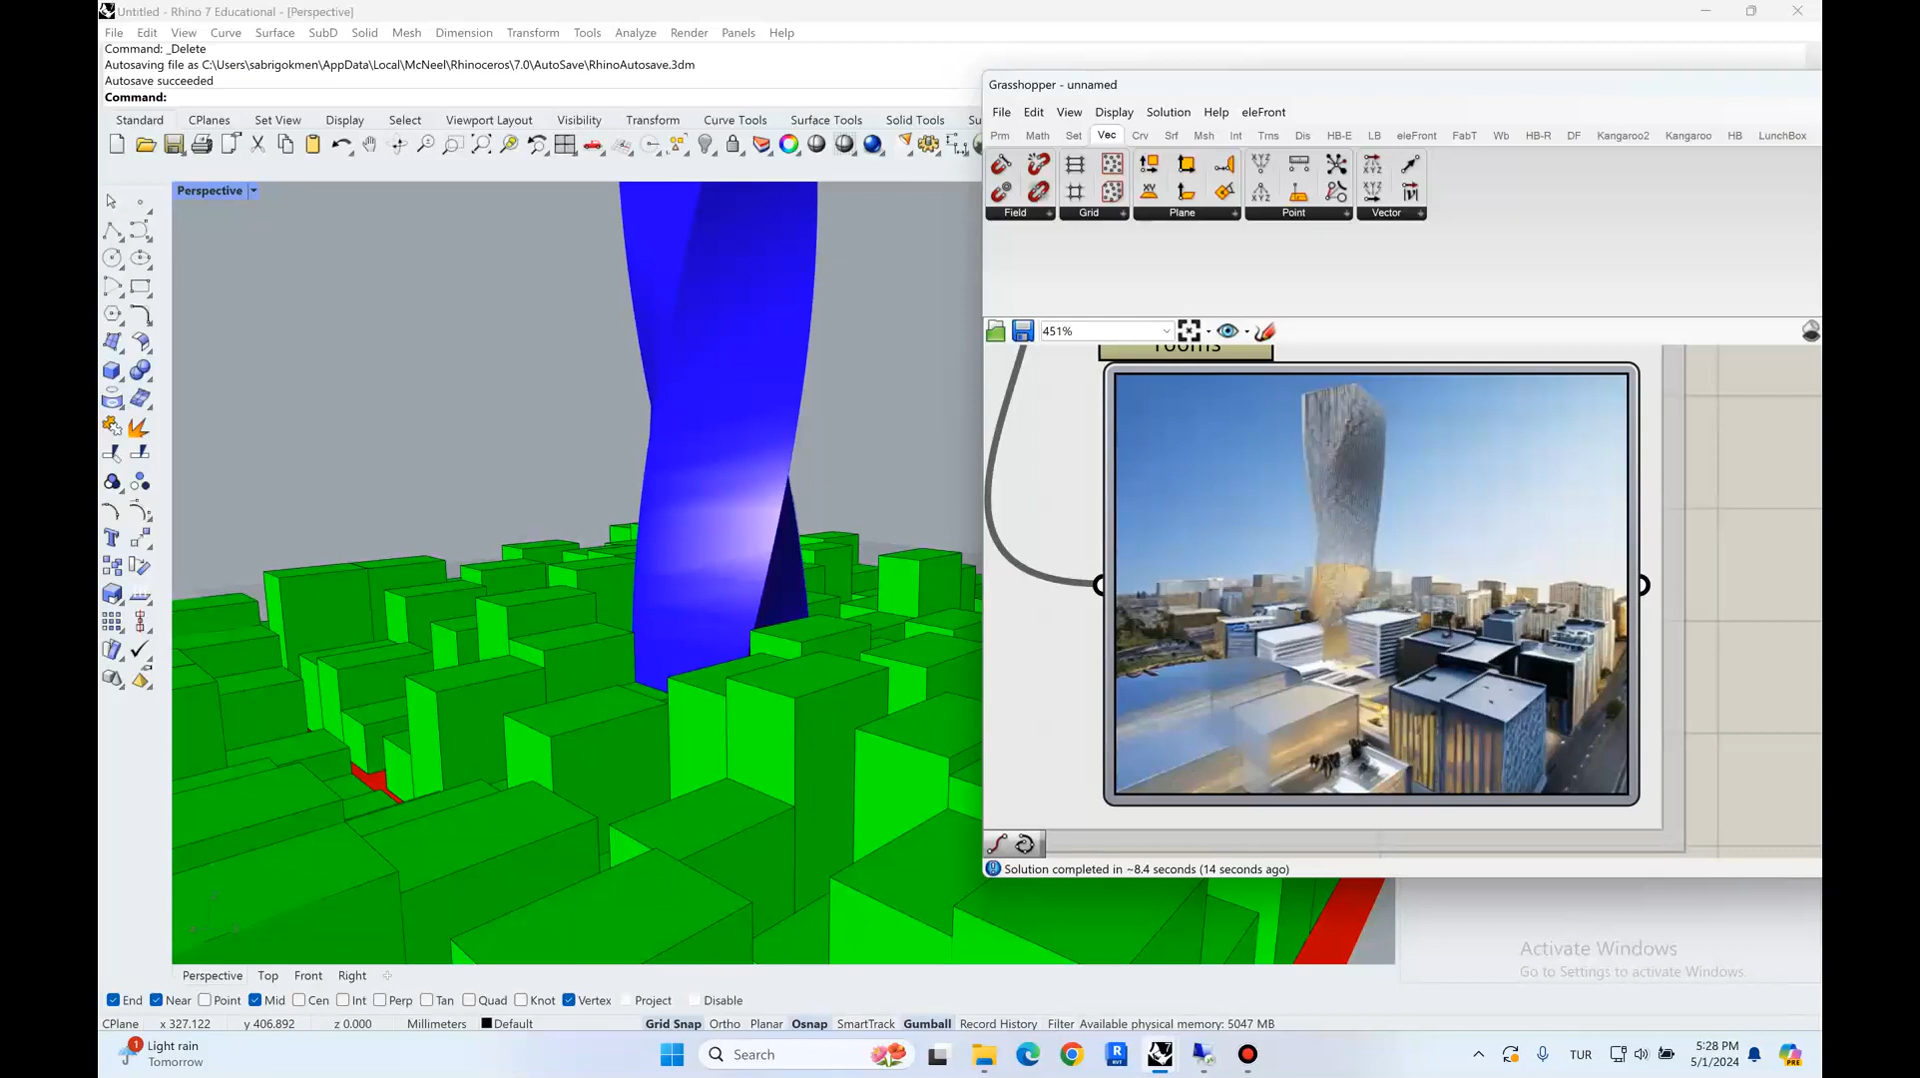 Untitled - Rhino 7 Educational - [Perspective]
File Edit View Curve Surface SubD Solid Mesh Dimension Transform Tools Analyze Render Panels Help
Command: _Delete
Autosaving file as C:\Users\sabrigokmen\AppData\Local\McNeel\Rhinoceros\7.0\AutoSave\RhinoAutosave.3dm
Autosave succeeded
Command:
Standard CPlanes Set View Display Select Viewport Layout Visibility Transform Curve Tools Surface Tools Solid Tools
Perspective
Grasshopper - unnamed
File Edit View Display Solution Help eleFront
Prm Math Set Vec Crv Srf Msh Int Trns Dis HB-E LB eleFront FabT Wb HB-R DF Kangaroo2 Kangaroo HB LunchBox
Field Grid Plane Point Vector
451%
rooms
Solution completed in ~8.4 seconds (14 seconds ago)
Activate Windows
Go to Settings to activate Windows.
Perspective Top Front Right
End Near Point Mid Cen Int Perp Tan Quad Knot Vertex Project Disable
CPlane x 327.122 y 406.892 z 0.000 Millimeters Default Grid Snap Ortho Planar Osnap SmartTrack Gumball Record History Filter Available physical memory: 5047 MB
1
Light rain
Tomorrow
Search
TUR
5:28 PM
5/1/2024